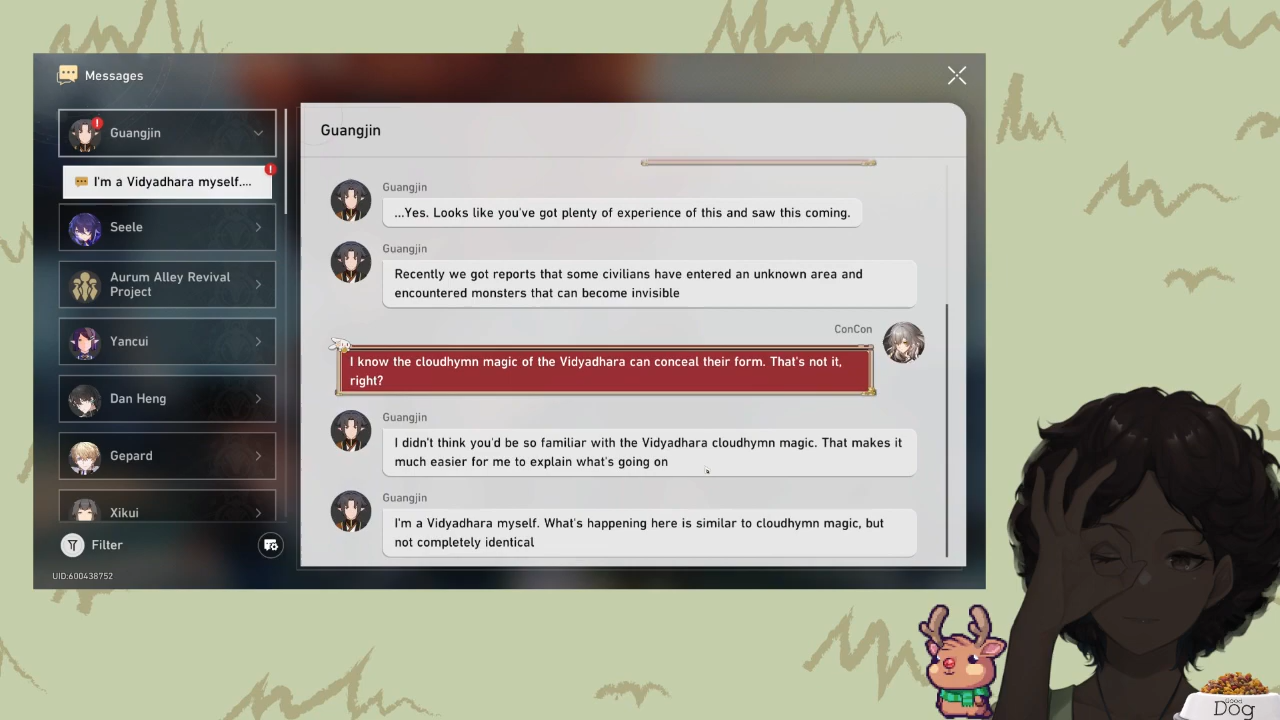 Messages
Guangjin
I'm a Vidyadhara myself....
Seele
Aurum Alley Revival
Project
Yancui
Dan Heng
Gepard
Xikui
Filter
UID:600438752
Guangjin
Guangjin
...Yes. Looks like you've got plenty of experience of this and saw this coming.
Guangjin
Recently we got reports that some civilians have entered an unknown area and
encountered monsters that can become invisible
ConCon
I know the cloudhymn magic of the Vidyadhara can conceal their form. That's not it,
right?
Guangjin
I didn't think you'd be so familiar with the Vidyadhara cloudhymn magic. That makes it
much easier for me to explain what's going on
Guangjin
I'm a Vidyadhara myself. What's happening here is similar to cloudhymn magic, but
not completely identical
GOOD
Dog